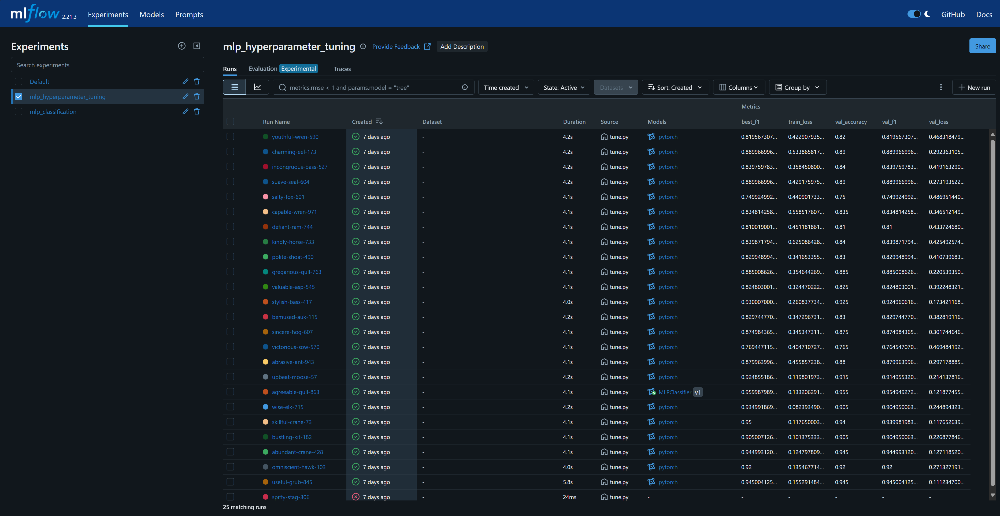 mlflow 2.21.3 Experiments Models Prompts GitHub Docs
Experiments
Search experiments
Default
mlp_hyperparameter_tuning
mlp_classification
mlp_hyperparameter_tuning Provide Feedback Add Description Share
Runs Evaluation Experimental Traces
metrics.rmse < 1 and params.model = "tree" Time created State: Active Datasets Sort: Created Columns Group by New run
Metrics
Run Name Created Dataset Duration Source Models best_f1 train_loss val_accuracy val_f1 val_loss
youthful-wren-590 7 days ago - 4.2s tune.py pytorch 0.819567307... 0.422907935... 0.82 0.819567307... 0.468318479...
charming-eel-173 7 days ago - 4.2s tune.py pytorch 0.889966996... 0.533865817... 0.89 0.889966996... 0.292363105...
incongruous-bass-527 7 days ago - 4.2s tune.py pytorch 0.839759783... 0.358450800... 0.84 0.839759783... 0.419163290...
suave-seal-604 7 days ago - 4.2s tune.py pytorch 0.889966996... 0.429175975... 0.89 0.889966996... 0.273193522...
salty-fox-601 7 days ago - 4.1s tune.py pytorch 0.749924992... 0.440901733... 0.75 0.749924992... 0.486951440...
capable-wren-971 7 days ago - 4.1s tune.py pytorch 0.834814258... 0.558517607... 0.835 0.834814258... 0.346512149...
defiant-ram-744 7 days ago - 4.1s tune.py pytorch 0.810019001... 0.451181861... 0.81 0.81 0.433724680...
kindly-horse-733 7 days ago - 4.1s tune.py pytorch 0.839871794... 0.625086428... 0.84 0.839871794... 0.425492574...
polite-shoat-490 7 days ago - 4.1s tune.py pytorch 0.829948994... 0.341653355... 0.83 0.829948994... 0.410739683...
gregarious-gull-763 7 days ago - 4.1s tune.py pytorch 0.885008626... 0.354644269... 0.885 0.885008626... 0.220539350...
valuable-asp-545 7 days ago - 4.1s tune.py pytorch 0.824803001... 0.324470222... 0.825 0.824803001... 0.392248321...
stylish-bass-417 7 days ago - 4.0s tune.py pytorch 0.930007000... 0.260837734... 0.925 0.924960616... 0.173421168...
bemused-auk-115 7 days ago - 4.2s tune.py pytorch 0.829744770... 0.347296731... 0.83 0.829744770... 0.382819116...
sincere-hog-607 7 days ago - 4.1s tune.py pytorch 0.874984365... 0.345347311... 0.875 0.874984365... 0.301744646...
victorious-sow-570 7 days ago - 4.1s tune.py pytorch 0.769447115... 0.404710727... 0.765 0.764547070... 0.469484192...
abrasive-ant-943 7 days ago - 4.1s tune.py pytorch 0.879963996... 0.455857238... 0.88 0.879963996... 0.297178885...
upbeat-moose-57 7 days ago - 4.2s tune.py pytorch 0.924855186... 0.119801973... 0.915 0.914955320... 0.214137816...
agreeable-gull-863 7 days ago - 4.1s tune.py MLPClassifier v1 0.959987989... 0.133206291... 0.955 0.954949272... 0.121877455...
wise-elk-715 7 days ago - 4.2s tune.py pytorch 0.934991869... 0.082393490... 0.905 0.904950063... 0.244894323...
skillful-crane-73 7 days ago - 4.1s tune.py pytorch 0.95 0.117650003... 0.94 0.939981983... 0.117652639...
bustling-kit-182 7 days ago - 4.1s tune.py pytorch 0.905007126... 0.101375333... 0.905 0.904950063... 0.226877846...
abundant-crane-428 7 days ago - 4.1s tune.py pytorch 0.944993120... 0.124797809... 0.945 0.944993120... 0.127118520...
omniscient-hawk-103 7 days ago - 4.0s tune.py pytorch 0.92 0.135467714... 0.92 0.92 0.271327191...
useful-grub-845 7 days ago - 5.8s tune.py pytorch 0.945004125... 0.155291484... 0.945 0.945004125... 0.111234700...
spiffy-stag-306 7 days ago - 24ms tune.py - - - - - -
25 matching runs